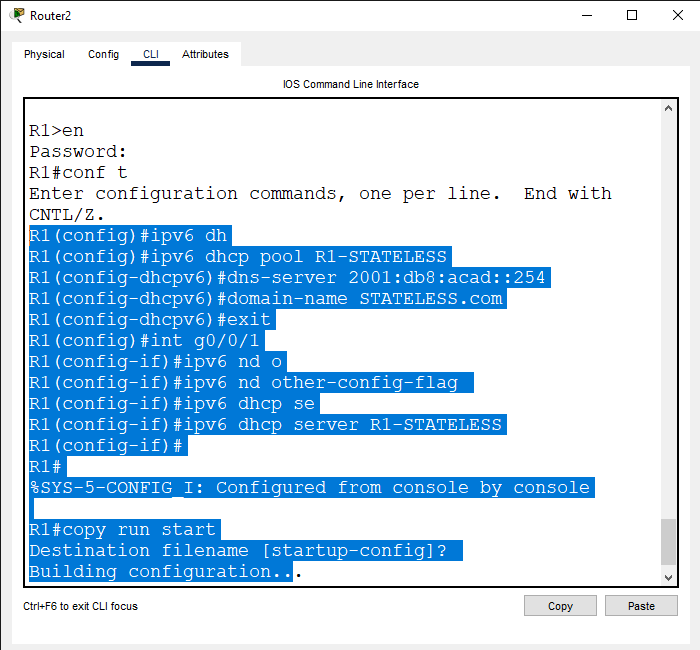 Router2
Physical Config CLI Attributes
IOS Command Line Interface
R1>en
Password:
R1#conf t
Enter configuration commands, one per line.  End with
CNTL/Z.
R1(config)#ipv6 dh
R1(config)#ipv6 dhcp pool R1-STATELESS
R1(config-dhcpv6)#dns-server 2001:db8:acad::254
R1(config-dhcpv6)#domain-name STATELESS.com
R1(config-dhcpv6)#exit
R1(config)#int g0/0/1
R1(config-if)#ipv6 nd o
R1(config-if)#ipv6 nd other-config-flag
R1(config-if)#ipv6 dhcp se
R1(config-if)#ipv6 dhcp server R1-STATELESS
R1(config-if)#
R1#
%SYS-5-CONFIG_I: Configured from console by console
R1#copy run start
Destination filename [startup-config]?
Building configuration...
Ctrl+F6 to exit CLI focus
Copy Paste